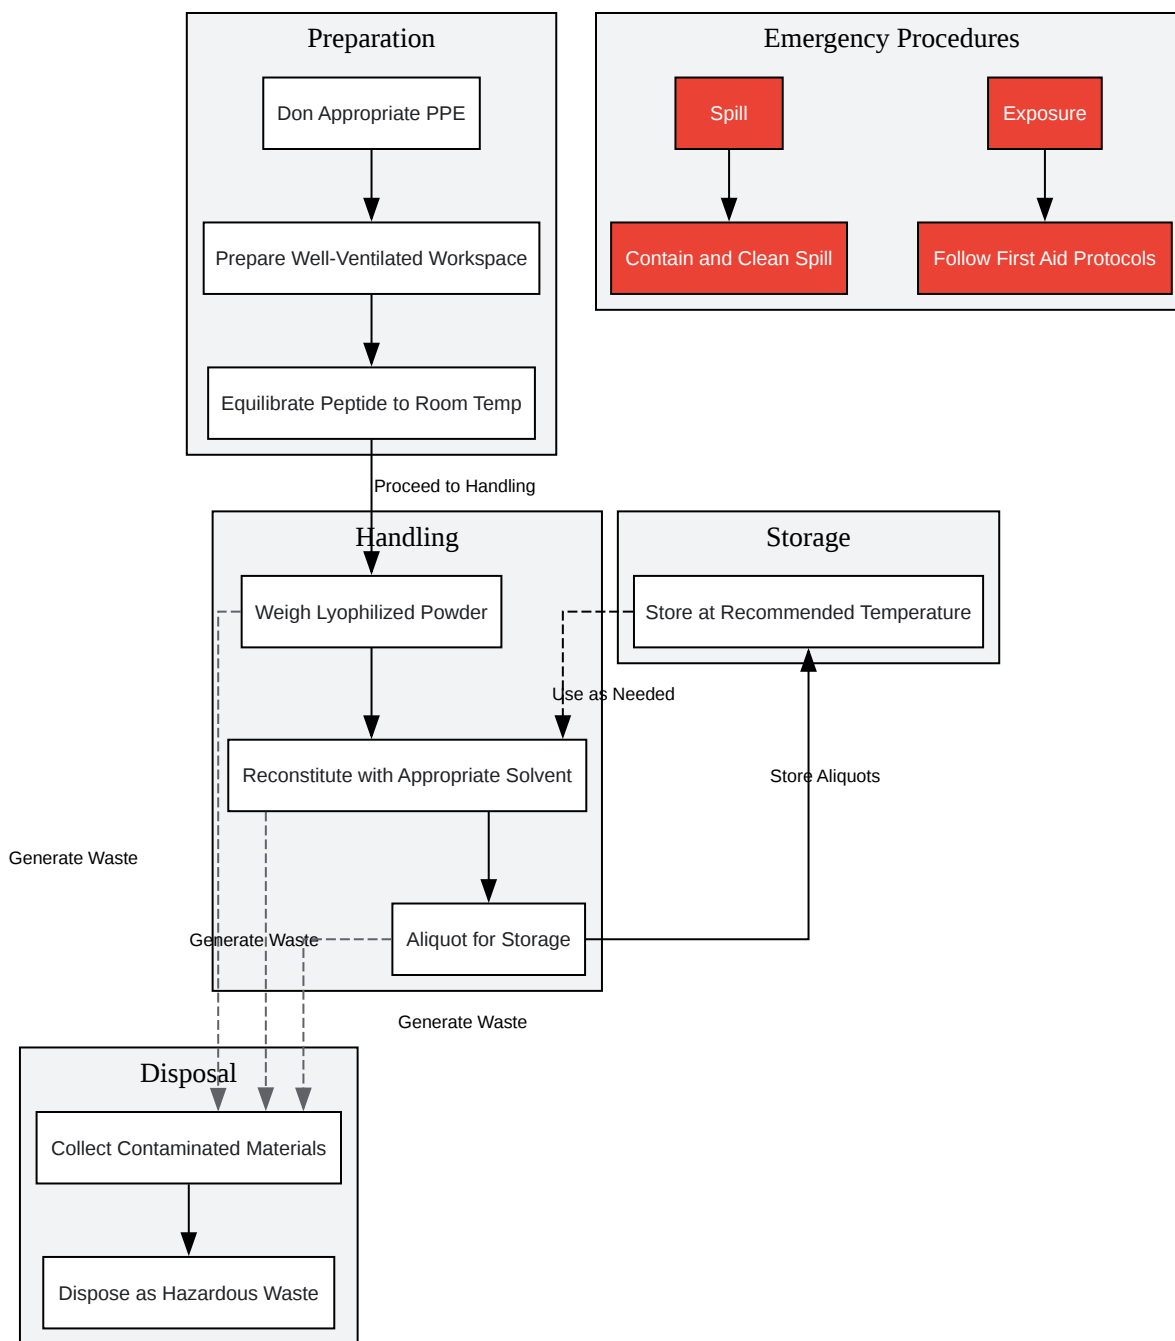 Preparation
Don Appropriate PPE
Prepare Well-Ventilated Workspace
Equilibrate Peptide to Room Temp
Proceed to Handling
Emergency Procedures
Spill
Exposure
Contain and Clean Spill
Follow First Aid Protocols
Handling
Weigh Lyophilized Powder
Reconstitute with Appropriate Solvent
Aliquot for Storage
Storage
Store at Recommended Temperature
Use as Needed
Store Aliquots
Generate Waste
Generate Waste
Generate Waste
Disposal
Collect Contaminated Materials
Dispose as Hazardous Waste